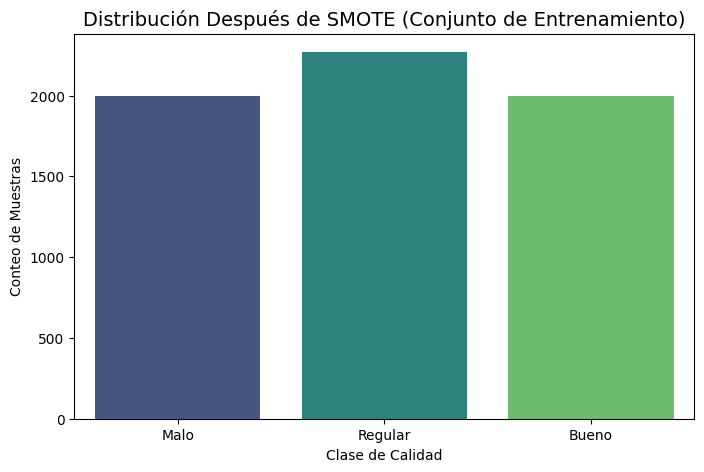 Distribución Después de SMOTE (Conjunto de Entrenamiento)
Conteo de Muestras
2000
1500
1000
500
0
Malo
Regular
Bueno
Clase de Calidad